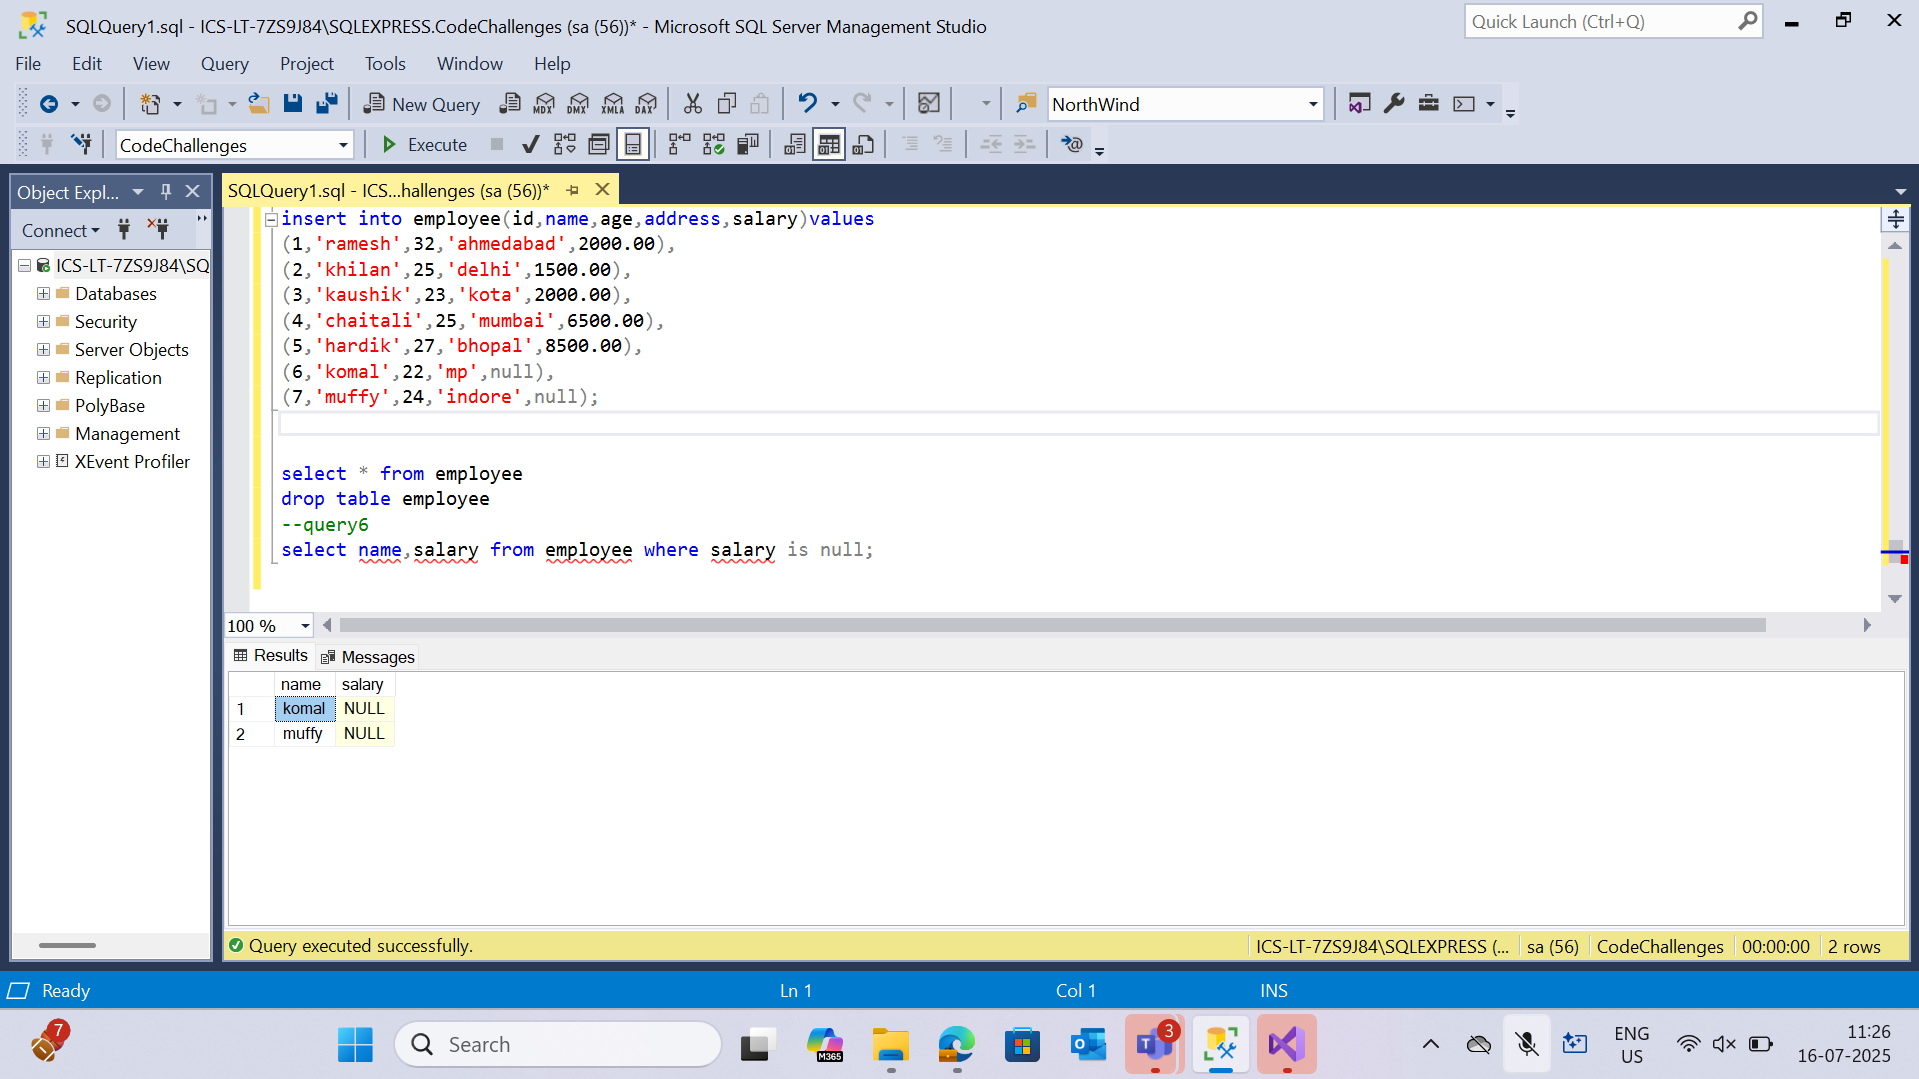 SQLQuery1.sql - ICS-LT-7ZS9J84\SQLEXPRESS.CodeChallenges (sa (56))* - Microsoft SQL Server Management Studio
Quick Launch (Ctrl+Q)
File Edit View Query Project Tools Window Help
New Query MDX DMX XMLA DAX NorthWind
CodeChallenges Execute
Object Expl...
SQLQuery1.sql - ICS...hallenges (sa (56))*
Connect
ICS-LT-7ZS9J84\SQ
Databases
Security
Server Objects
Replication
PolyBase
Management
XEvent Profiler
insert into employee(id,name,age,address,salary)values
(1,'ramesh',32,'ahmedabad',2000.00),
(2,'khilan',25,'delhi',1500.00),
(3,'kaushik',23,'kota',2000.00),
(4,'chaitali',25,'mumbai',6500.00),
(5,'hardik',27,'bhopal',8500.00),
(6,'komal',22,'mp',null),
(7,'muffy',24,'indore',null);
select * from employee
drop table employee
--query6
select name,salary from employee where salary is null;
100 %
Results Messages
name salary
1 komal NULL
2 muffy NULL
Query executed successfully.
ICS-LT-7ZS9J84\SQLEXPRESS (... sa (56) CodeChallenges 00:00:00 2 rows
Ready Ln 1 Col 1 INS
7
Search
M365
3
ENG
US
11:26
16-07-2025